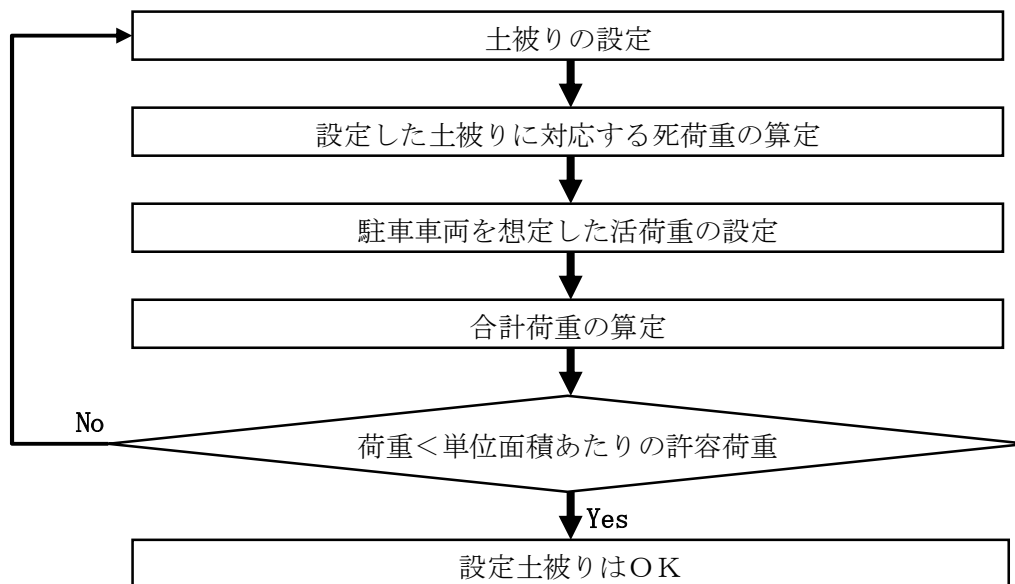 土被りの設定
設定した土被りに対応する死荷重の算定
駐車車両を想定した活荷重の設定
合計荷重の算定
No
荷重＜単位面積あたりの許容荷重
Yes
設定土被りはＯＫ